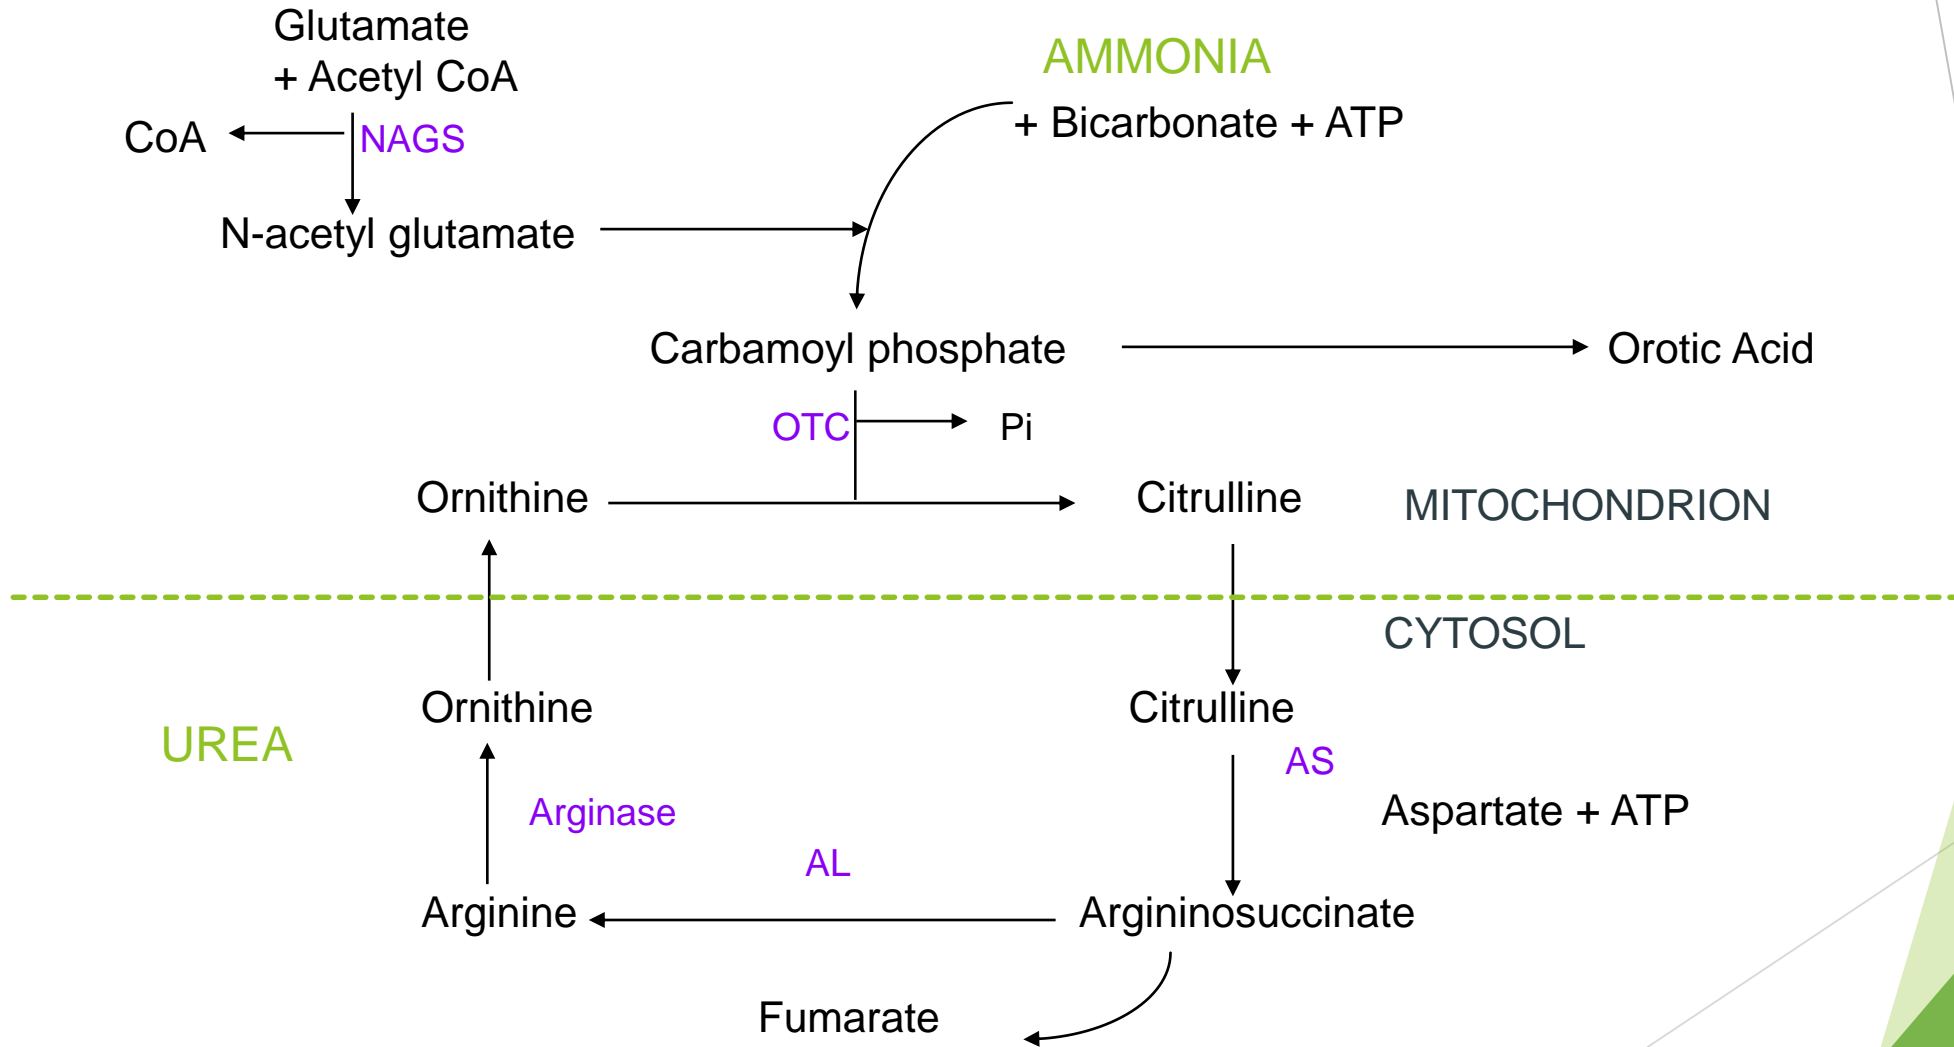 Glutamate
+ Acetyl CoA
AMMONIA
+ Bicarbonate + ATP
CoA
NAGS
N-acetyl glutamate
Carbamoyl phosphate
Orotic Acid
OTC
Pi
Ornithine
Citrulline
MITOCHONDRION
CYTOSOL
Ornithine
Citrulline
UREA
AS
Arginase
Aspartate + ATP
AL
Arginine
Argininosuccinate
Fumarate